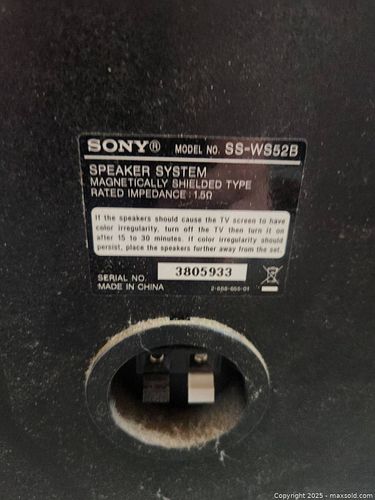 SONY® MODEL NO. SS-WS52B
SPEAKER SYSTEM
MAGNETICALLY SHIELDED TYPE
RATED IMPEDANCE : 1.5Ω
If the speakers should cause the TV screen to have
color irregularity, turn off the TV then turn it on
after 15 to 30 minutes. If color irregularity should
persist, place the speakers further away from the set.
SERIAL NO. 3805933
MADE IN CHINA
Copyright © 2025 - maxsold.com